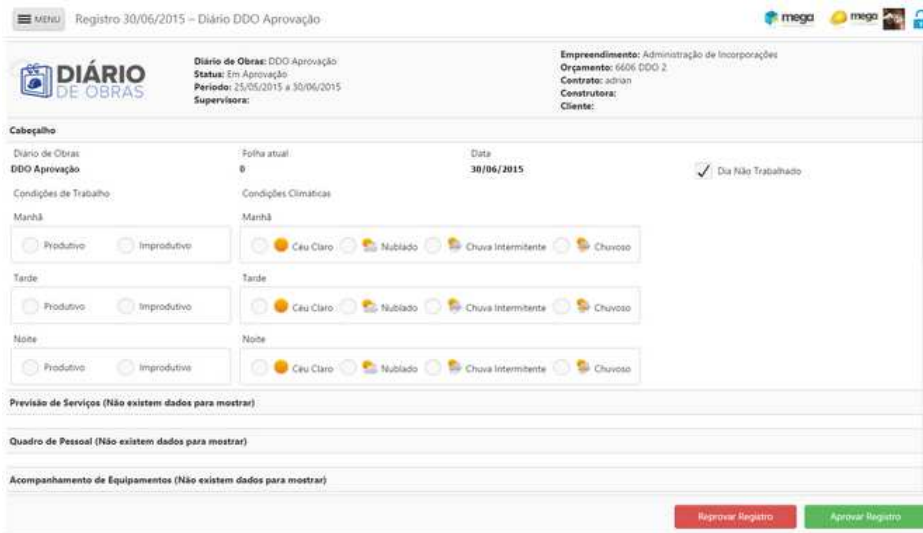 MENU Registro 30/06/2015 – Diário DDO Aprovação mega mega
DIÁRIO
DE OBRAS
Diário de Obras: DDO Aprovação
Status: Em Aprovação
Período: 25/05/2015 a 30/06/2015
Supervisora:
Empreendimento: Administração de Incorporações
Orçamento: 6606 DDO 2
Contrato: adrian
Construtora:
Cliente:
Cabeçalho
Diário de Obras Folha atual Data
DDO Aprovação 0 30/06/2015 Dia Não Trabalhado
Condições de Trabalho Condições Climáticas
Manhã Manhã
Produtivo Improdutivo Céu Claro Nublado Chuva Intermitente Chuvoso
Tarde Tarde
Produtivo Improdutivo Céu Claro Nublado Chuva Intermitente Chuvoso
Noite Noite
Produtivo Improdutivo Céu Claro Nublado Chuva Intermitente Chuvoso
Previsão de Serviços (Não existem dados para mostrar)
Quadro de Pessoal (Não existem dados para mostrar)
Acompanhamento de Equipamentos (Não existem dados para mostrar)
Reprovar Registro Aprovar Registro